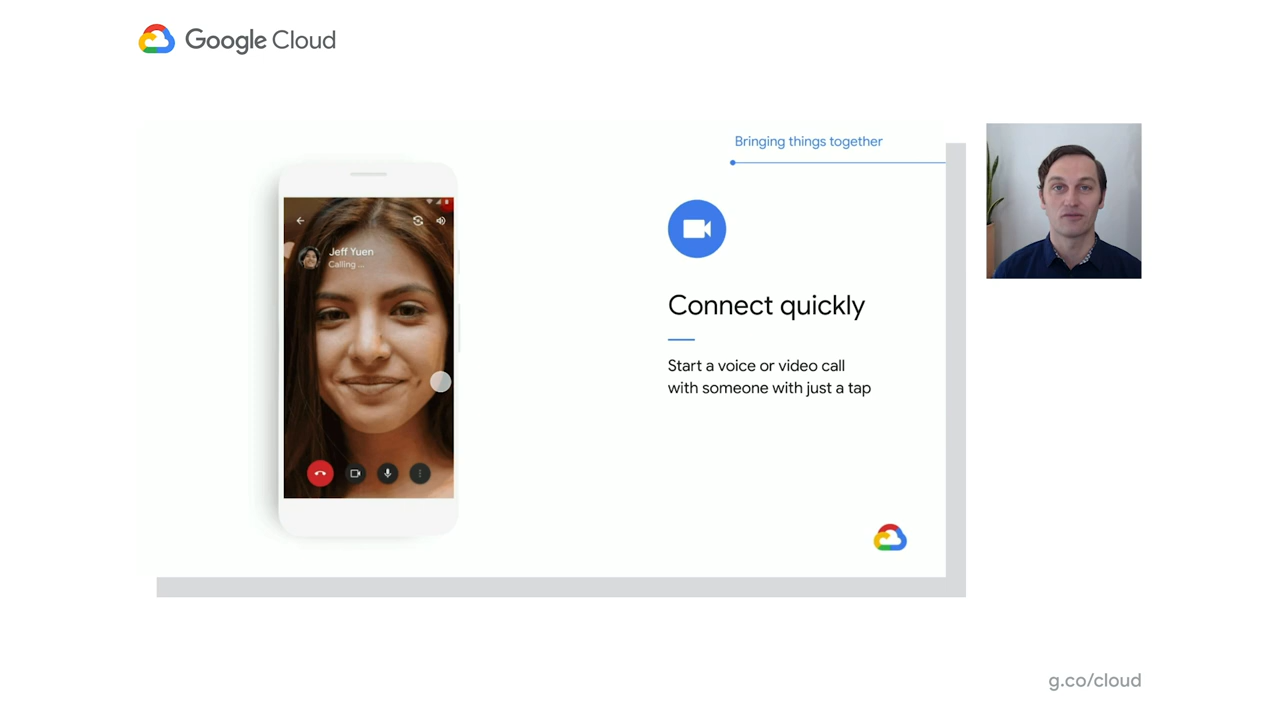 Google Cloud
Bringing things together
Jeff Yuen
Calling ...
Connect quickly
Start a voice or video call
with someone with just a tap
g.co/cloud